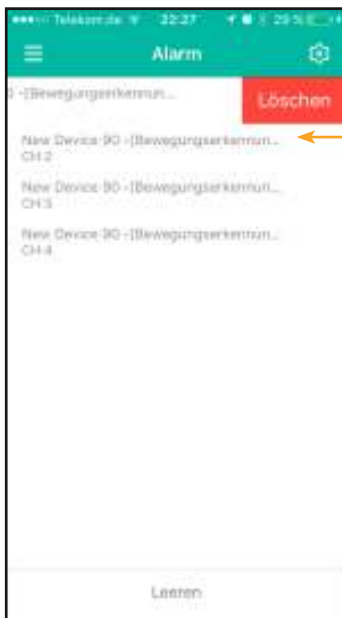 Telekom.de 22:27 29 %
Alarm
-[Bewegungserkennun... Löschen
New Device 90 -[Bewegungserkennun...
CH:2
New Device 90 -[Bewegungserkennun...
CH:3
New Device 90 -[Bewegungserkennun...
CH:4
Leeren